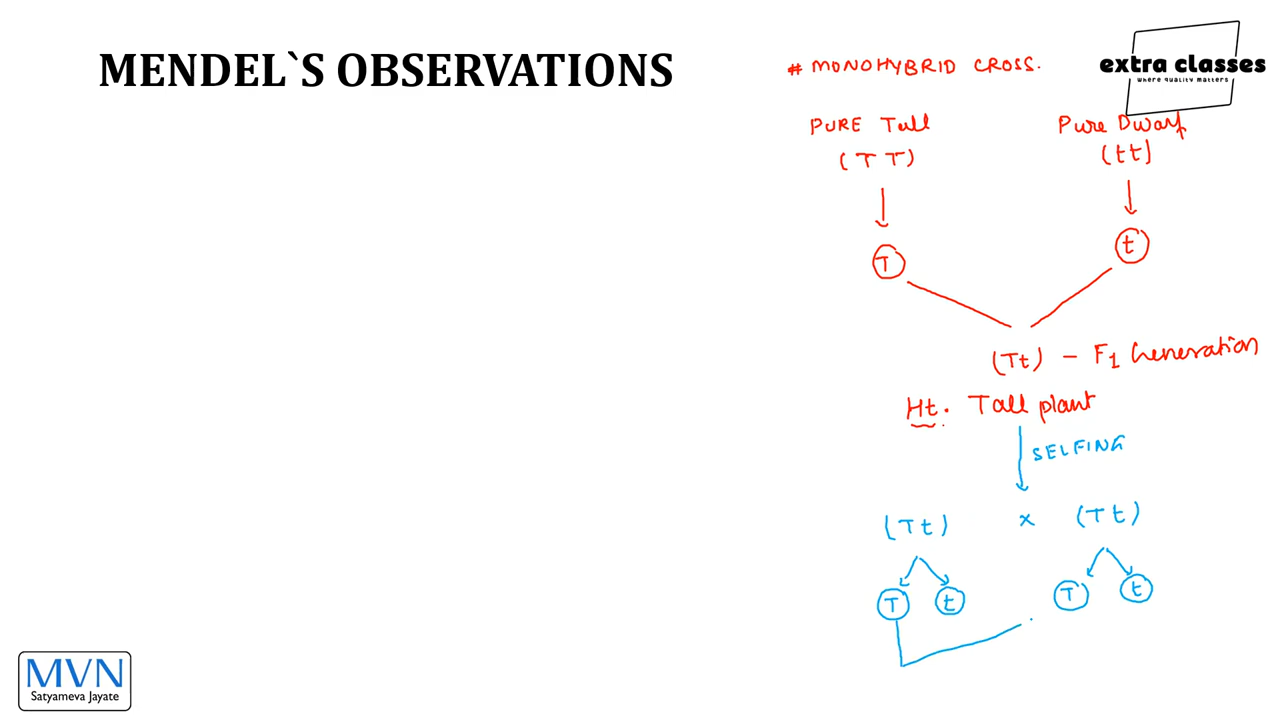 MENDEL`S OBSERVATIONS
# MONOHYBRID CROSS.
extra classes
where quality matters
PURE Tall
Pure Dwarf
(TT)
(tt)
T
t
(Tt) – F1 Generation
Ht. Tall plant
SELFING
(Tt) x (Tt)
T t T t
MVN
Satyameva Jayate